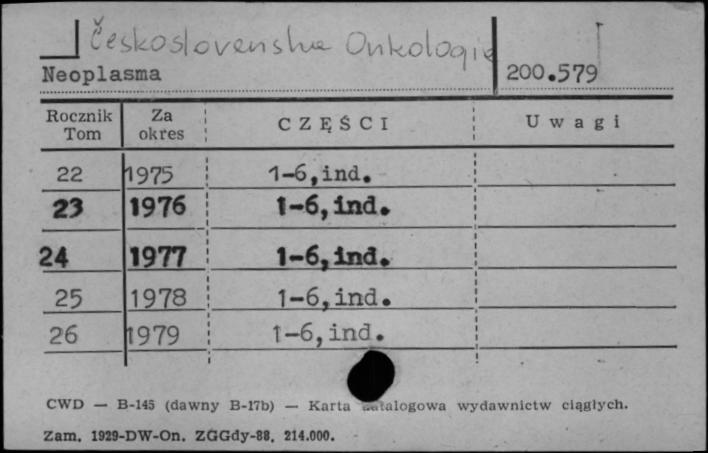 Československa Onkologie
Neoplasma 200.579
Rocznik Tom Za okres CZĘŚCI Uwagi
22 1975 1-6,ind.
23 1976 1-6,ind.
24 1977 1-6,ind.
25 1978 1-6,ind.
26 1979 1-6,ind.
CWD — B-145 (dawny B-17b) — Karta katalogowa wydawnictw ciągłych.
Zam. 1929-DW-On. ZGGdy-88. 214.000.